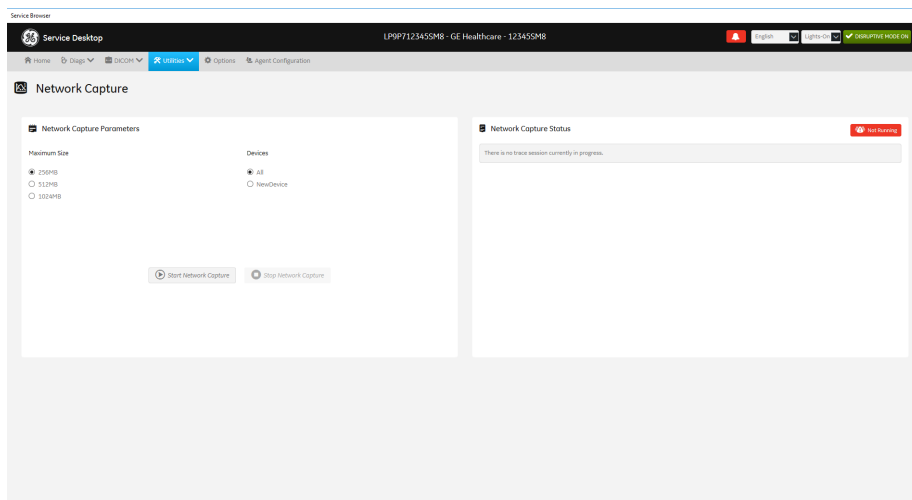 Service Browser
Service Desktop
LP9P712345SM8 - GE Healthcare - 12345SM8
English
Lights-On
DISRUPTIVE MODE ON
Home Diags DICOM Utilities Options Agent Configuration
Network Capture
Network Capture Parameters
Maximum Size Devices
256MB All
512MB NewDevice
1024MB
Start Network Capture Stop Network Capture
Network Capture Status Not Running
There is no trace session currently in progress.